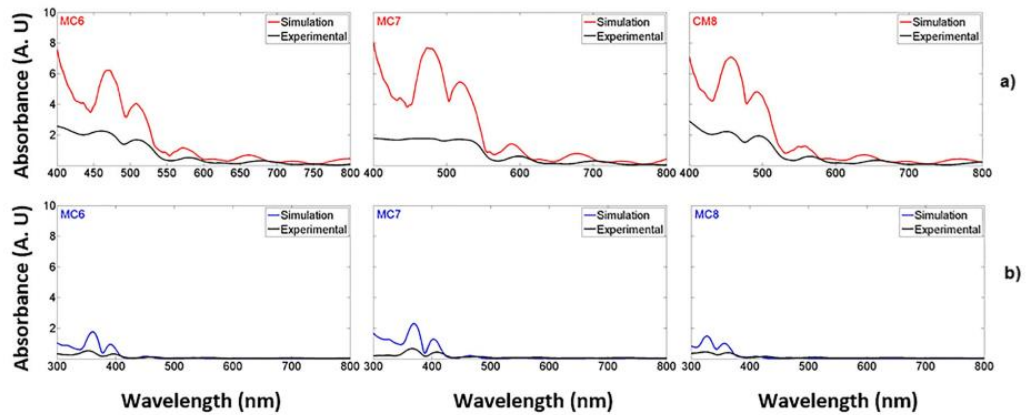 Absorbance (A. U)
10
8
6
4
2
MC6
Simulation
Experimental
400 450 500 550 600 650 700 750 800
MC7
Simulation
Experimental
400 500 600 700 800
CM8
Simulation
Experimental
400 500 600 700 800
a)
Absorbance (A. U)
10
8
6
4
2
MC6
Simulation
Experimental
300 400 500 600 700 800
MC7
Simulation
Experimental
300 400 500 600 700 800
MC8
Simulation
Experimental
300 400 500 600 700 800
b)
Wavelength (nm)
Wavelength (nm)
Wavelength (nm)